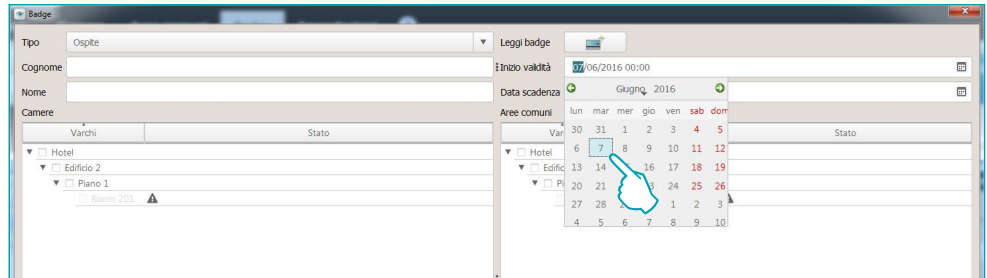 Badge
Tipo Ospite Leggi badge
Cognome Inizio validità 07/06/2016 00:00
Nome Data scadenza
Camere Aree comuni
Giugno 2016
lun mar mer gio ven sab dom
Varchi Stato Var Stato
30 31 1 2 3 4 5
Hotel Hotel
6 7 8 9 10 11 12
Edificio 2 Edific
13 14 16 17 18 19
Piano 1 Pi
20 21 24 25 26
Room 201
27 28 1 2 3
4 5 6 7 8 9 10